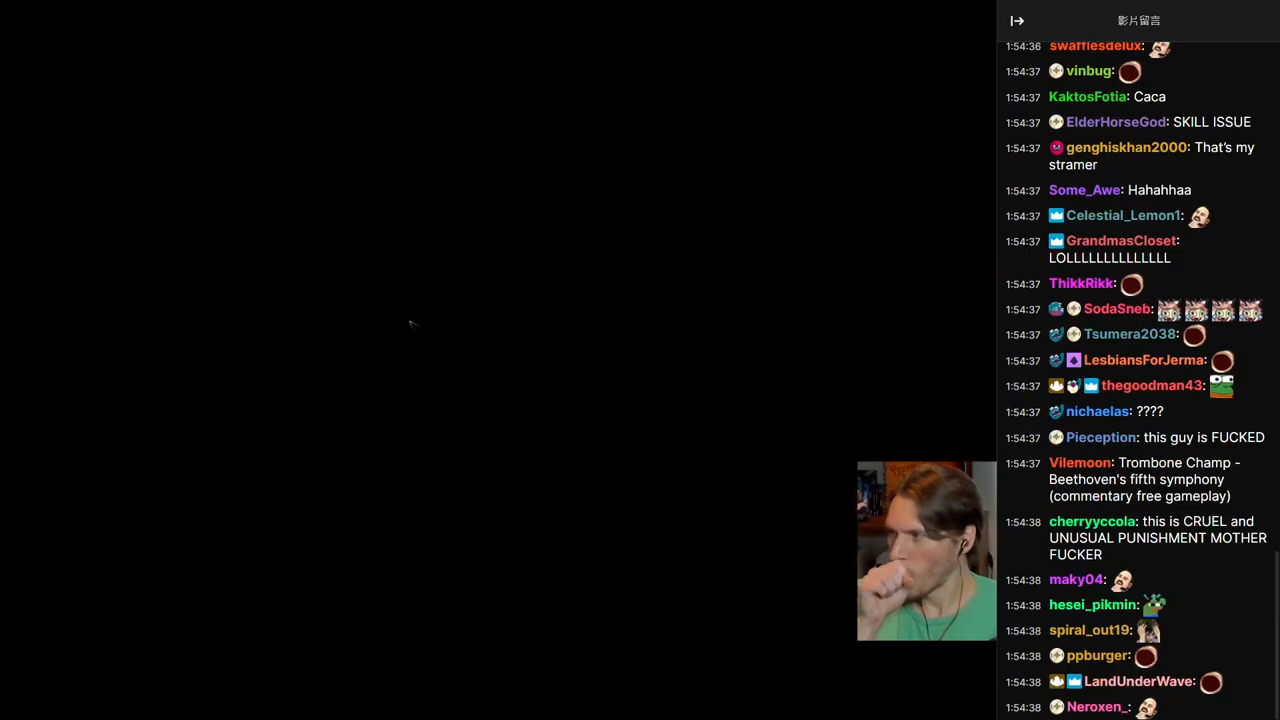 影片留言
1:54:36 swafflesdelux:
1:54:37 vinbug:
1:54:37 KaktosFotia: Caca
1:54:37 ElderHorseGod: SKILL ISSUE
1:54:37 genghiskhan2000: That's my
stramer
1:54:37 Some_Awe: Hahahhaa
1:54:37 Celestial_Lemon1:
1:54:37 GrandmasCloset:
LOLLLLLLLLLLLLLL
1:54:37 ThikkRikk:
1:54:37 SodaSneb:
1:54:37 Tsumera2038:
1:54:37 LesbiansForJerma:
1:54:37 thegoodman43:
1:54:37 nichaelas: ????
1:54:37 Pieception: this guy is FUCKED
1:54:37 Vilemoon: Trombone Champ -
Beethoven's fifth symphony
(commentary free gameplay)
1:54:38 cherryyccola: this is CRUEL and
UNUSUAL PUNISHMENT MOTHER
FUCKER
1:54:38 maky04:
1:54:38 hesei_pikmin:
1:54:38 spiral_out19:
1:54:38 ppburger:
1:54:38 LandUnderWave:
1:54:38 Neroxen_: